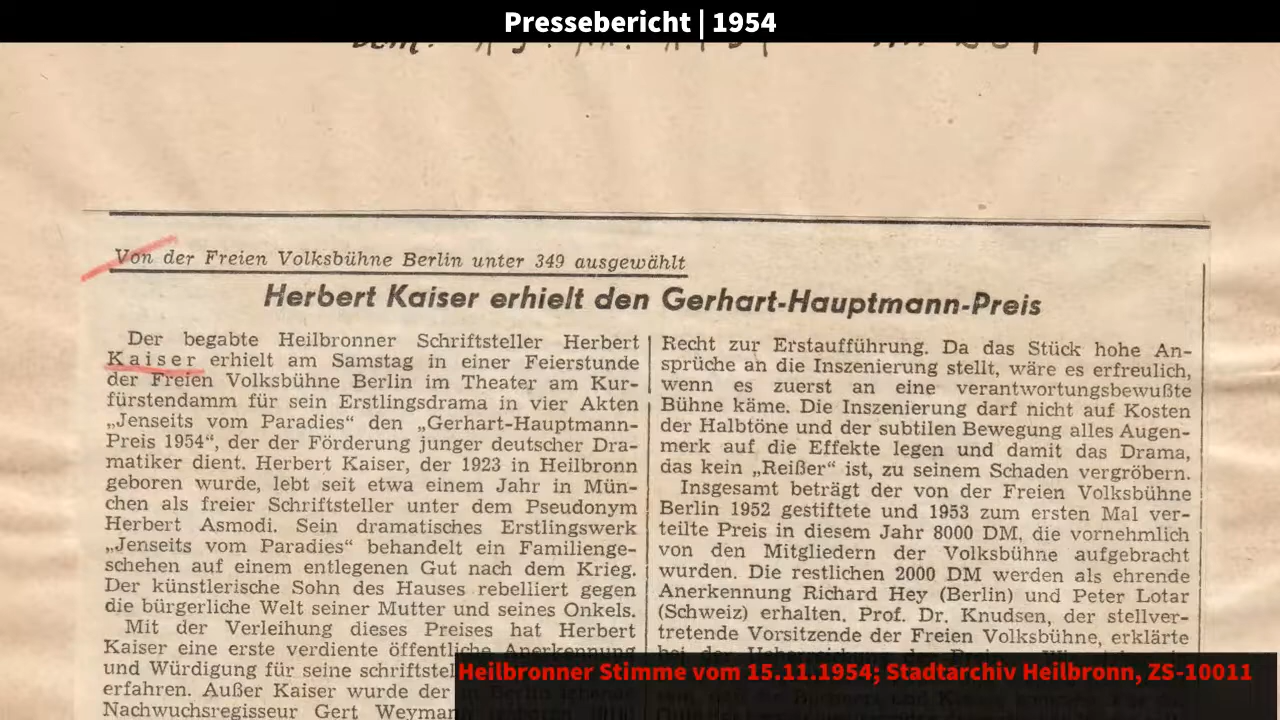 Pressebericht | 1954
Von der Freien Volksbühne Berlin unter 349 ausgewählt
Herbert Kaiser erhielt den Gerhart-Hauptmann-Preis
Der begabte Heilbronner Schriftsteller Herbert
Kaiser erhielt am Samstag in einer Feierstunde
der Freien Volksbühne Berlin im Theater am Kur-
fürstendamm für sein Erstlingsdrama in vier Akten
„Jenseits vom Paradies“ den „Gerhart-Hauptmann-
Preis 1954“, der der Förderung junger deutscher Dra-
matiker dient. Herbert Kaiser, der 1923 in Heilbronn
geboren wurde, lebt seit etwa einem Jahr in Mün-
chen als freier Schriftsteller unter dem Pseudonym
Herbert Asmodi. Sein dramatisches Erstlingswerk
„Jenseits vom Paradies“ behandelt ein Familienge-
schehen auf einem entlegenen Gut nach dem Krieg.
Der künstlerische Sohn des Hauses rebelliert gegen
die bürgerliche Welt seiner Mutter und seines Onkels.
Mit der Verleihung dieses Preises hat Herbert
Kaiser eine erste verdiente öffentliche Anerkennung
und Würdigung für seine schriftstel
erfahren. Außer Kaiser wurde der
Nachwuchsregisseur Gert Weymann
Recht zur Erstaufführung. Da das Stück hohe An-
sprüche an die Inszenierung stellt, wäre es erfreulich,
wenn es zuerst an eine verantwortungsbewußte
Bühne käme. Die Inszenierung darf nicht auf Kosten
der Halbtöne und der subtilen Bewegung alles Augen-
merk auf die Effekte legen und damit das Drama,
das kein „Reißer“ ist, zu seinem Schaden vergröbern.
Insgesamt beträgt der von der Freien Volksbühne
Berlin 1952 gestiftete und 1953 zum ersten Mal ver-
teilte Preis in diesem Jahr 8000 DM, die vornehmlich
von den Mitgliedern der Volksbühne aufgebracht
wurden. Die restlichen 2000 DM werden als ehrende
Anerkennung Richard Hey (Berlin) und Peter Lotar
(Schweiz) erhalten. Prof. Dr. Knudsen, der stellver-
tretende Vorsitzende der Freien Volksbühne, erklärte
Heilbronner Stimme vom 15.11.1954; Stadtarchiv Heilbronn, ZS-10011